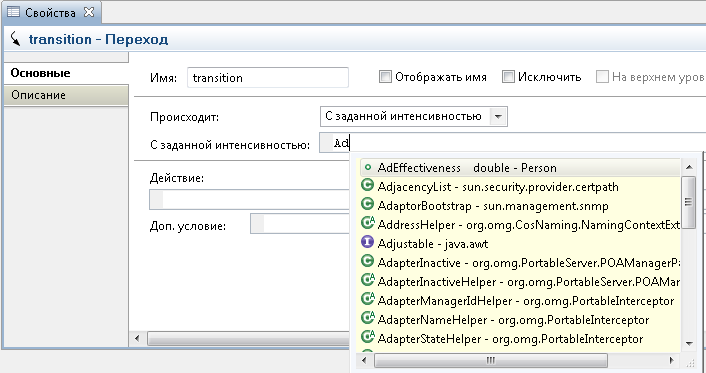 Свойства
transition - Переход
Основные
Описание
Имя: transition Отображать имя Исключить На верхнем уров
Происходит: С заданной интенсивностью
С заданной интенсивностью: Ad
Действие:
Доп. условие:
AdEffectiveness double - Person
AdjacencyList - sun.security.provider.certpath
AdaptorBootstrap - sun.management.snmp
AddressHelper - org.omg.CosNaming.NamingContextExt
Adjustable - java.awt
AdapterInactive - org.omg.PortableServer.POAManagerPa
AdapterInactiveHelper - org.omg.PortableServer.POAMar
AdapterManagerIdHelper - org.omg.PortableInterceptor
AdapterNameHelper - org.omg.PortableInterceptor
AdapterStateHelper - org.omg.PortableInterceptor